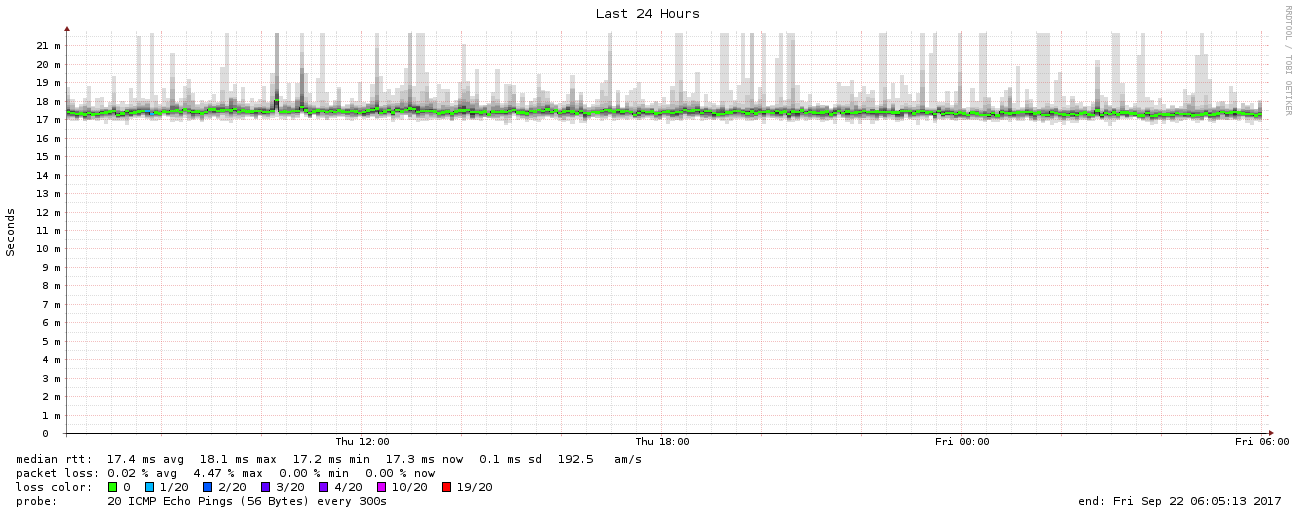 Last 24 Hours
RRDTOOL / TOBI OETIKER
Seconds
21 m
20 m
19 m
18 m
17 m
16 m
15 m
14 m
13 m
12 m
11 m
10 m
9 m
8 m
7 m
6 m
5 m
4 m
3 m
2 m
1 m
0
Thu 12:00 Thu 18:00 Fri 00:00 Fri 06:00
median rtt: 17.4 ms avg 18.1 ms max 17.2 ms min 17.3 ms now 0.1 ms sd 192.5 am/s
packet loss: 0.02 % avg 4.47 % max 0.00 % min 0.00 % now
loss color: 0 1/20 2/20 3/20 4/20 10/20 19/20
probe: 20 ICMP Echo Pings (56 Bytes) every 300s end: Fri Sep 22 06:05:13 2017